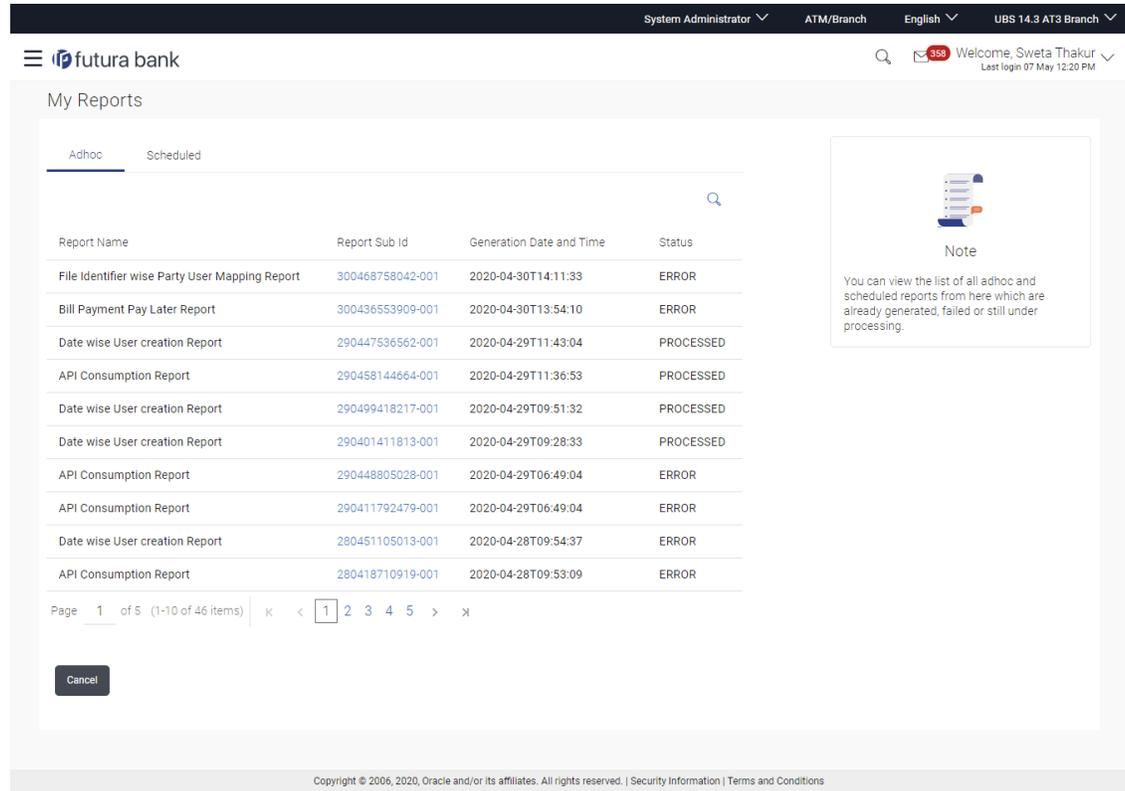 System Administrator ATM/Branch English UBS 14.3 AT3 Branch
futura bank 358 Welcome, Sweta Thakur
Last login 07 May 12:20 PM
My Reports
Adhoc Scheduled
Report Name Report Sub Id Generation Date and Time Status
File Identifier wise Party User Mapping Report 300468758042-001 2020-04-30T14:11:33 ERROR
Bill Payment Pay Later Report 300436553909-001 2020-04-30T13:54:10 ERROR
Date wise User creation Report 290447536562-001 2020-04-29T11:43:04 PROCESSED
API Consumption Report 290458144664-001 2020-04-29T11:36:53 PROCESSED
Date wise User creation Report 290499418217-001 2020-04-29T09:51:32 PROCESSED
Date wise User creation Report 290401411813-001 2020-04-29T09:28:33 PROCESSED
API Consumption Report 290448805028-001 2020-04-29T06:49:04 ERROR
API Consumption Report 290411792479-001 2020-04-29T06:49:04 ERROR
Date wise User creation Report 280451105013-001 2020-04-28T09:54:37 ERROR
API Consumption Report 280418710919-001 2020-04-28T09:53:09 ERROR
Page 1 of 5 (1-10 of 46 items) 1 2 3 4 5
Cancel
Note
You can view the list of all adhoc and
scheduled reports from here which are
already generated, failed or still under
processing.
Copyright © 2006, 2020, Oracle and/or its affiliates. All rights reserved. | Security Information | Terms and Conditions